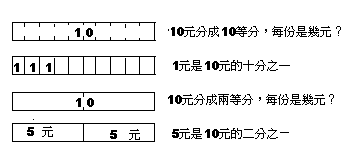 10 10元分成10等分，每份是幾元？
1 1 1 1元是10元的十分之一
10 10元分成兩等分，每份是幾元？
5 元 5 元 5元是10元的二分之一